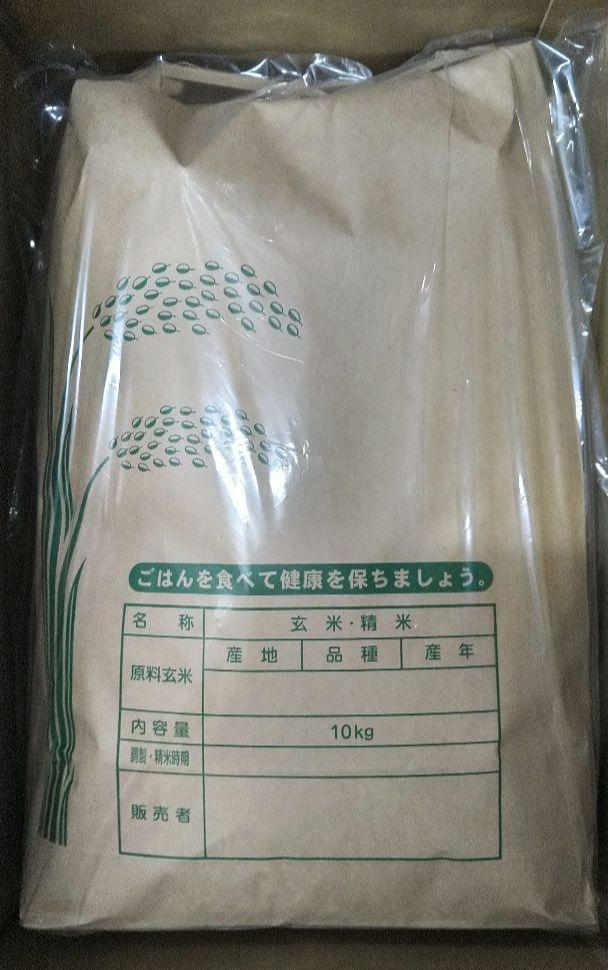 ごはんを食べて健康を保ちましょう。
名 称 玄 米・精 米
原料玄米 産 地 品 種 産 年
内容量 10kg
調製・精米時期
販売者